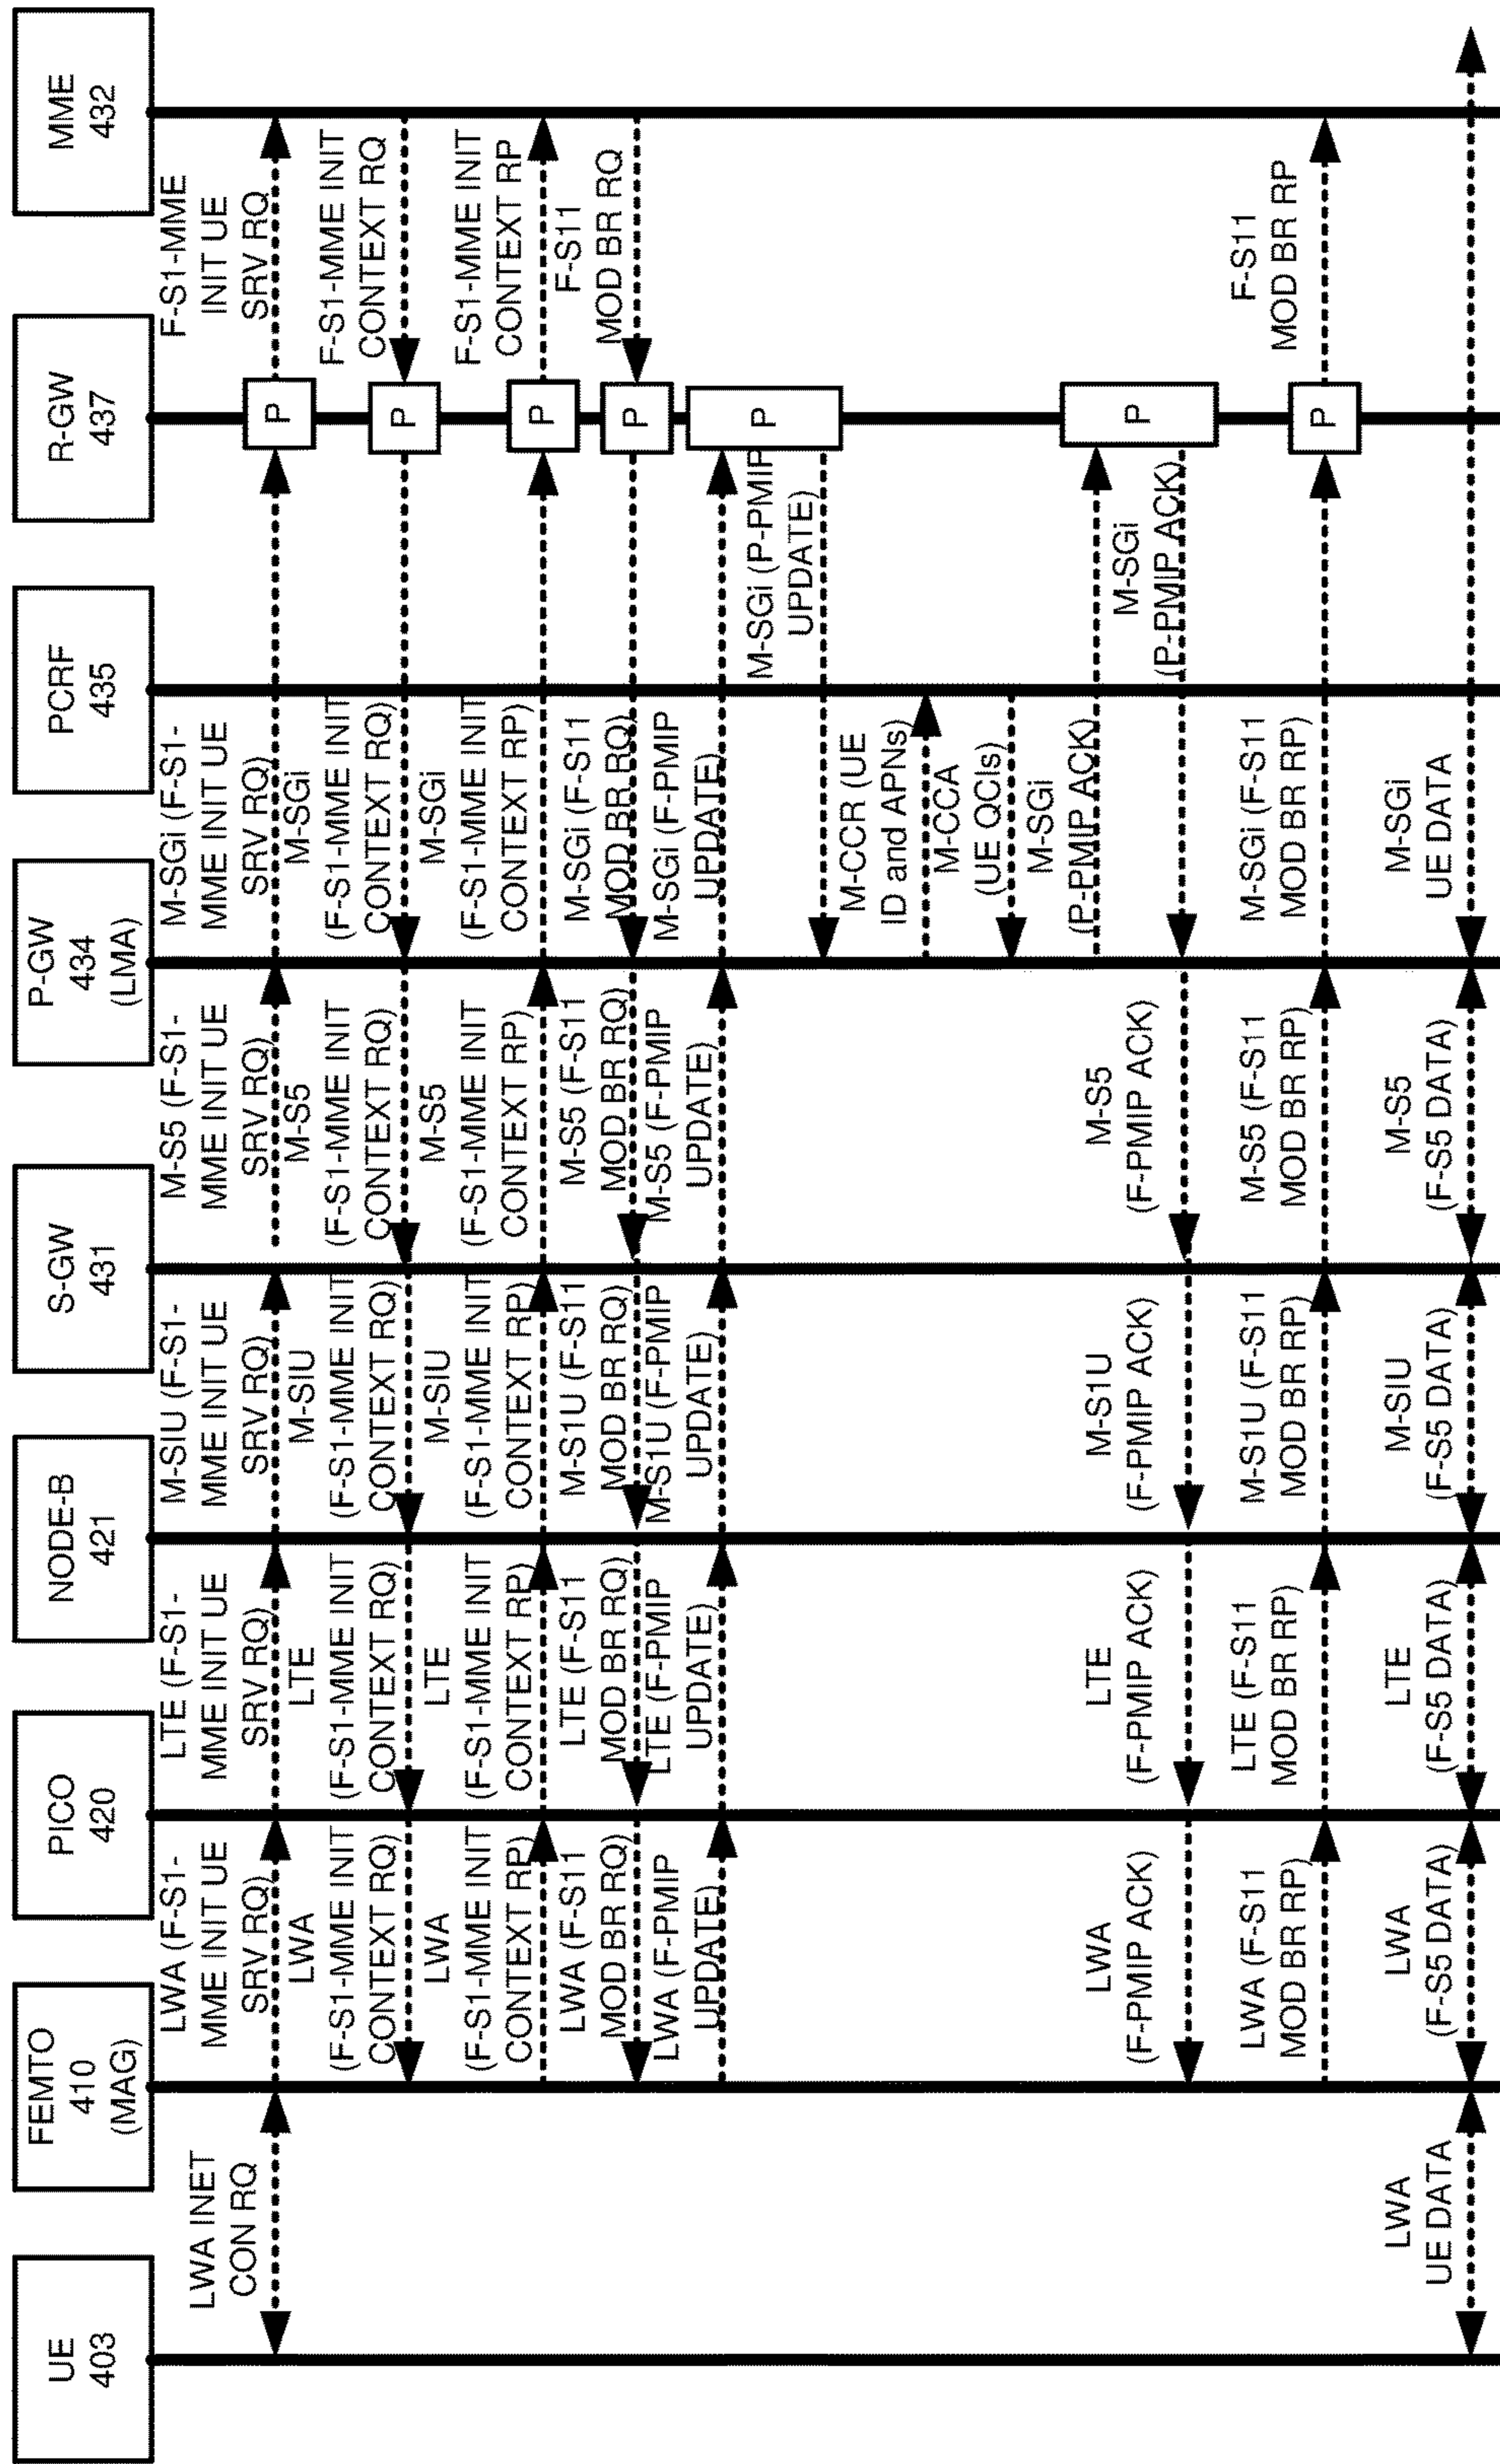 UE
403
FEMTO
410
(MAG)
PICO
420
NODE-B
421
S-GW
431
P-GW
434
(LMA)
PCRF
435
R-GW
437
MME
432
LWA INET
CON RQ
LWA (F-S1-
MME INIT UE
SRV RQ)
LTE (F-S1-
MME INIT UE
SRV RQ)
M-SIU (F-S1-
MME INIT UE
SRV RQ)
M-S5 (F-S1-
MME INIT UE
SRV RQ)
M-SGi (F-S1-
MME INIT UE
SRV RQ)
P
F-S1-MME
INIT UE
SRV RQ
LWA
(F-S1-MME INIT
CONTEXT RQ)
LTE
(F-S1-MME INIT
CONTEXT RQ)
M-SIU
(F-S1-MME INIT
CONTEXT RQ)
M-S5
(F-S1-MME INIT
CONTEXT RQ)
M-SGi
(F-S1-MME INIT
CONTEXT RQ)
P
F-S1-MME INIT
CONTEXT RQ
LWA
(F-S1-MME INIT
CONTEXT RP)
LTE
(F-S1-MME INIT
CONTEXT RP)
M-SIU
(F-S1-MME INIT
CONTEXT RP)
M-S5
(F-S1-MME INIT
CONTEXT RP)
M-SGi
(F-S1-MME INIT
CONTEXT RP)
P
F-S1-MME INIT
CONTEXT RP
LWA (F-S11
MOD BR RQ)
LTE (F-S11
MOD BR RQ)
M-S1U (F-S11
MOD BR RQ)
M-S5 (F-S11
MOD BR RQ)
M-SGi (F-S11
MOD BR RQ)
P
F-S11
MOD BR RQ
LWA (F-PMIP
UPDATE)
LTE (F-PMIP
UPDATE)
M-S1U (F-PMIP
UPDATE)
M-S5 (F-PMIP
UPDATE)
M-SGi (F-PMIP
UPDATE)
P
M-SGi (P-PMIP
UPDATE)
M-CCR (UE
ID and APNs)
M-CCA
(UE QCIs)
M-SGi
(P-PMIP ACK)
P
M-SGi
(P-PMIP ACK)
LWA
(F-PMIP ACK)
LTE
(F-PMIP ACK)
M-S1U
(F-PMIP ACK)
M-S5
(F-PMIP ACK)
LWA (F-S11
MOD BR RP)
LTE (F-S11
MOD BR RP)
M-S1U (F-S11
MOD BR RP)
M-S5 (F-S11
MOD BR RP)
M-SGi (F-S11
MOD BR RP)
P
F-S11
MOD BR RP
LWA
UE DATA
LWA
(F-S5 DATA)
LTE
(F-S5 DATA)
M-SIU
(F-S5 DATA)
M-S5
(F-S5 DATA)
M-SGi
UE DATA